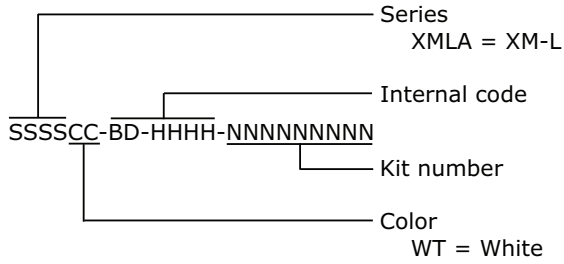 Series
XMLA = XM-L
Internal code
SSSSCC-BD-HHHH-NNNNNNNNN
Kit number
Color
WT = White